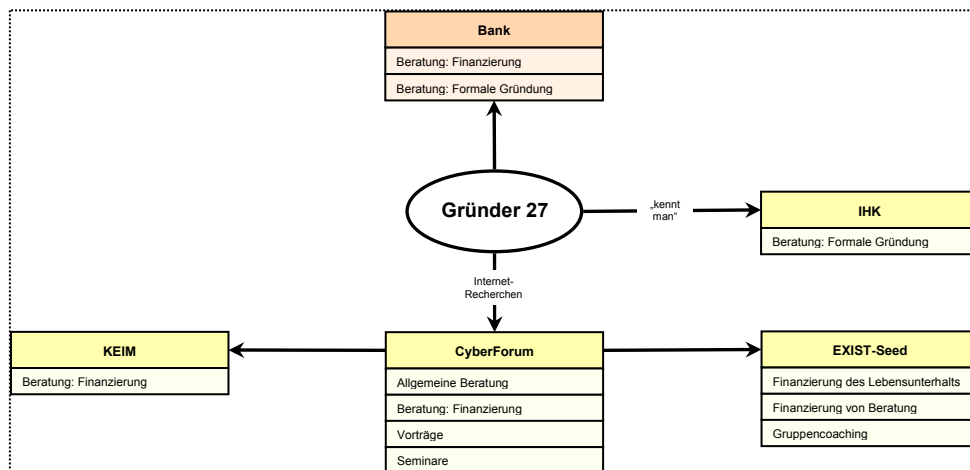 Bank
Beratung: Finanzierung
Beratung: Formale Gründung
Gründer 27
„kennt
man“
IHK
Beratung: Formale Gründung
Internet-
Recherchen
KEIM
Beratung: Finanzierung
CyberForum
Allgemeine Beratung
Beratung: Finanzierung
Vorträge
Seminare
EXIST-Seed
Finanzierung des Lebensunterhalts
Finanzierung von Beratung
Gruppencoaching